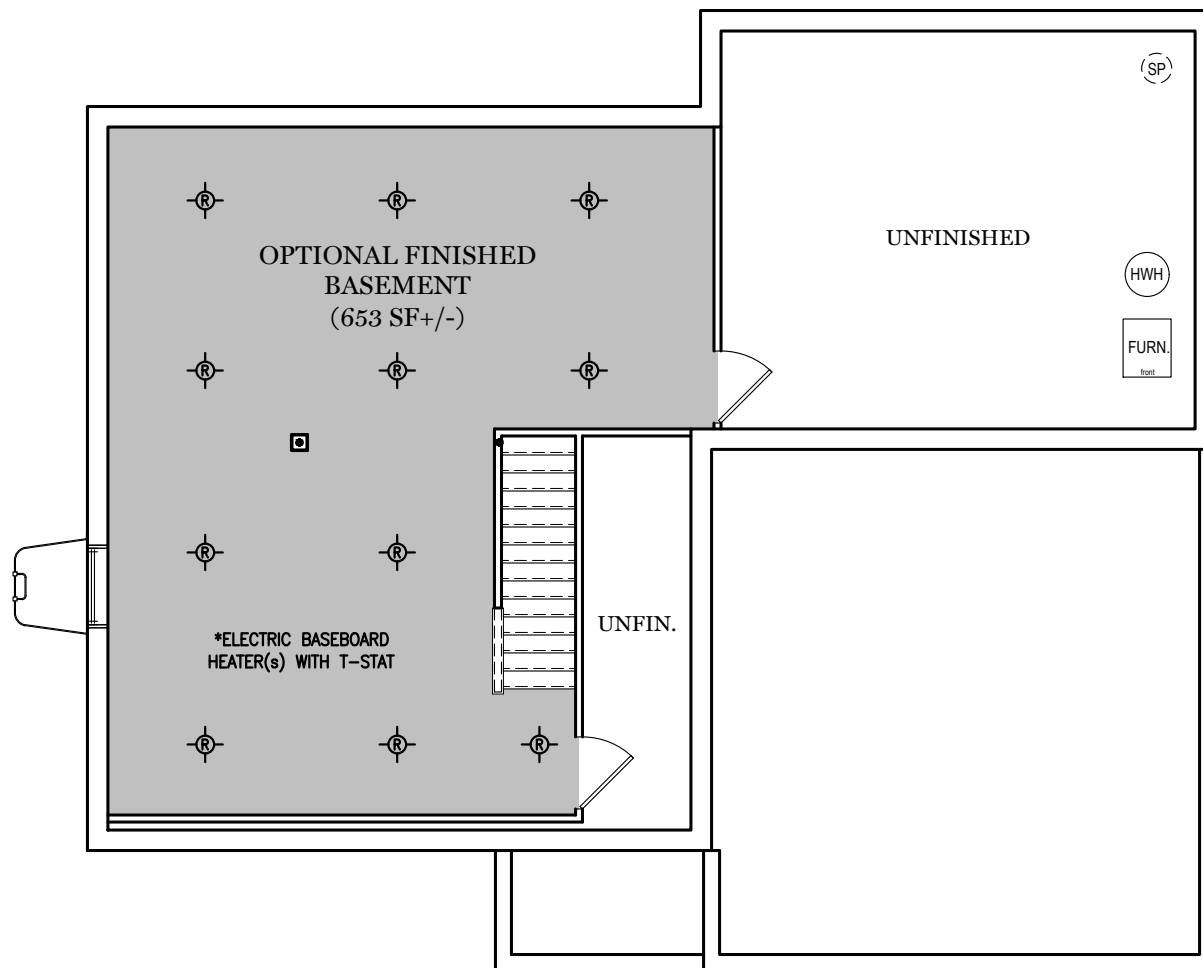 SP
R R R
OPTIONAL FINISHED
BASEMENT
(653 SF+/-)
UNFINISHED
HWH
FURN.
front
R R R
R R
UNFIN.
*ELECTRIC BASEBOARD
HEATER(s) WITH T-STAT
R R R